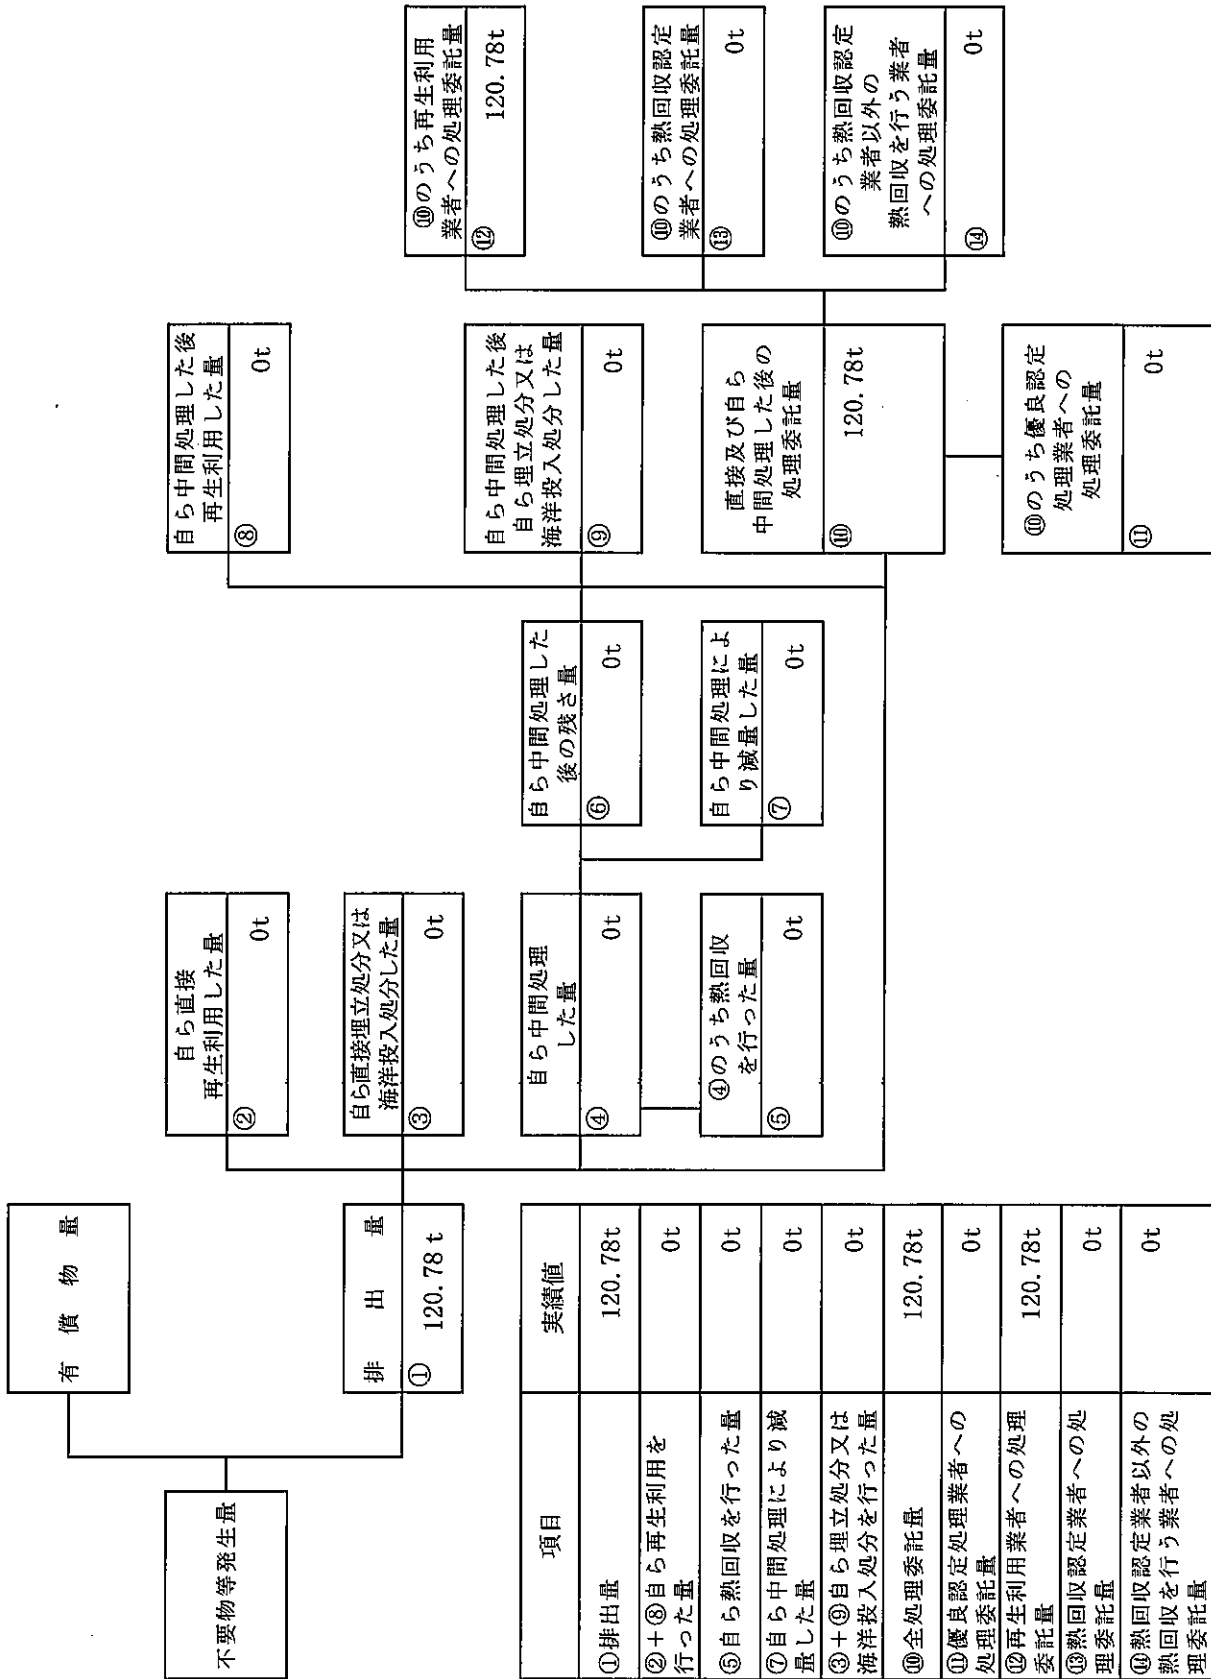 不要物等発生量
有償物量
排出量
① 120.78 t
自ら直接
再生利用した量
② 0t
自ら直接埋立処分又は
海洋投入処分した量
③ 0t
自ら中間処理
した量
④ 0t
④のうち熱回収
を行った量
⑤ 0t
自ら中間処理した
後の残さ量
⑥ 0t
自ら中間処理によ
り減量した量
⑦ 0t
自ら中間処理した後
再生利用した量
⑧ 0t
自ら中間処理した後
自ら埋立処分又は
海洋投入処分した量
⑨ 0t
直接及び自ら
中間処理した後の
処理委託量
⑩ 120.78t
⑩のうち優良認定
処理業者への
処理委託量
⑪ 0t
⑩のうち再生利用
業者への処理委託量
⑫ 120.78t
⑩のうち熱回収認定
業者への処理委託量
⑬ 0t
⑩のうち熱回収認定
業者以外の
熱回収を行う業者
への処理委託量
⑭ 0t
項目 実績値
①排出量 120.78t
②+⑧自ら再生利用を
行った量 0t
⑤自ら熱回収を行った量 0t
⑦自ら中間処理により減
量した量 0t
③+⑨自ら埋立処分又は
海洋投入処分を行った量 0t
⑩全処理委託量 120.78t
⑪優良認定処理業者への
処理委託量 0t
⑫再生利用業者への処理
委託量 120.78t
⑬熱回収認定業者への処
理委託量 0t
⑭熱回収認定業者以外の
熱回収を行う業者への処
理委託量 0t